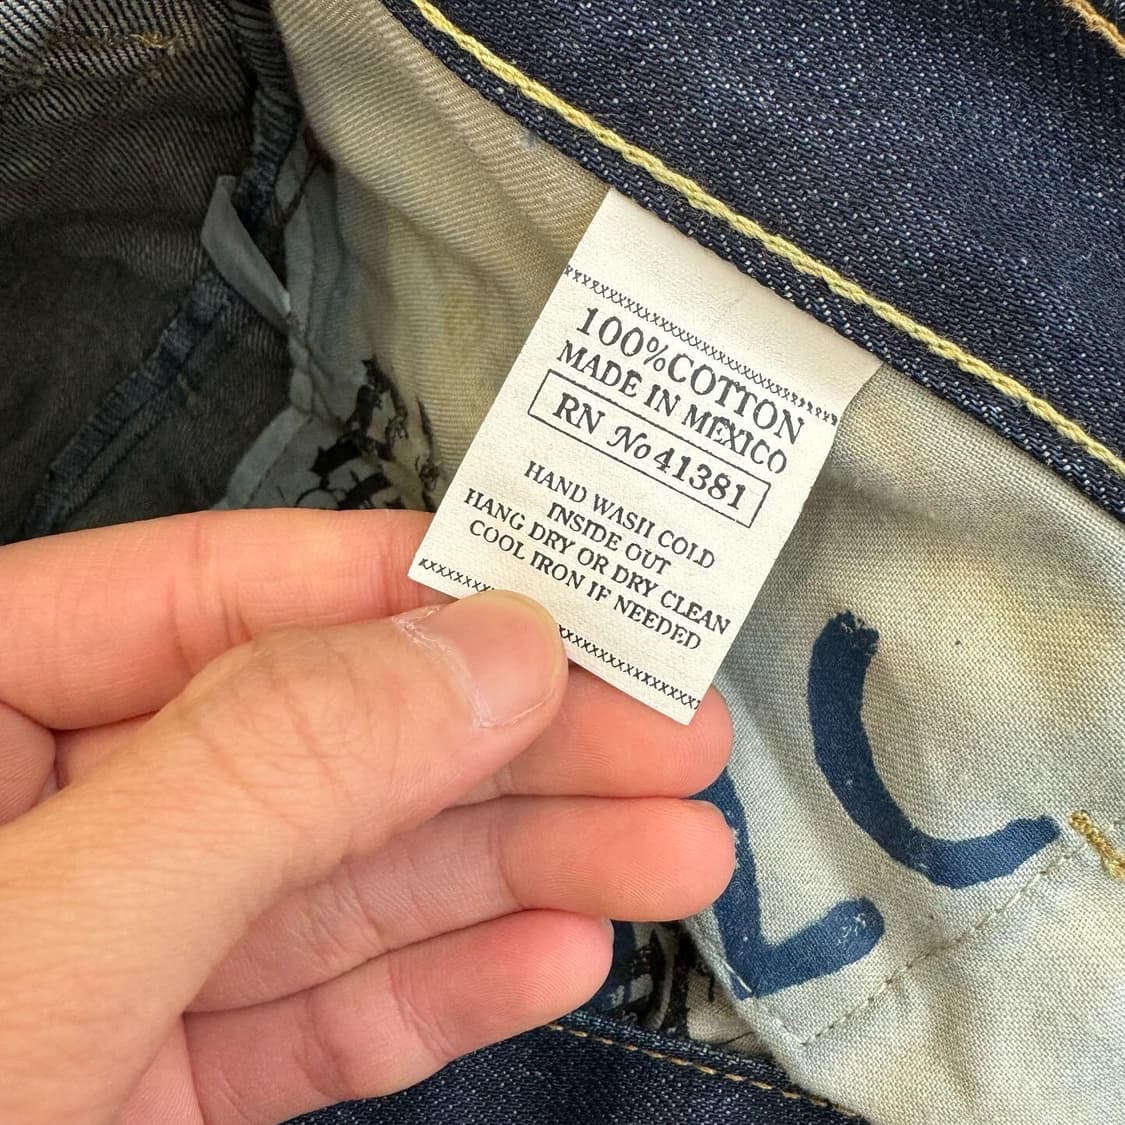 100% COTTON
MADE IN MEXICO
RN No 41381
HAND WASH COLD
INSIDE OUT
HANG DRY OR DRY CLEAN
COOL IRON IF NEEDED